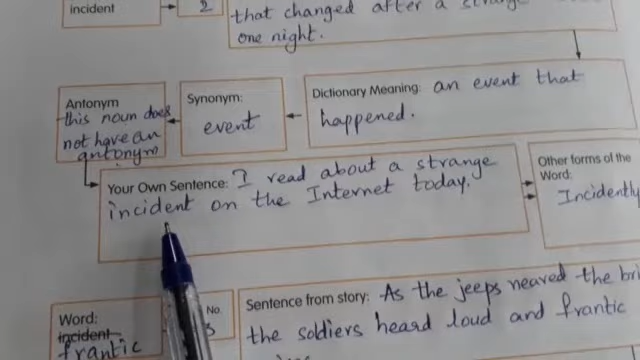 incident
2
that changed after a strange
one night.
Antonym
this noun does
not have an
antonym
Synonym:
event
Dictionary Meaning: an event that
happened.
Your Own Sentence: I read about a strange
incident on the Internet today.
Other forms of the
Word:
Incidently
Word:
incident
frantic
No.
Sentence from story: As the jeeps neared the bri
the soldiers heard loud and frantic